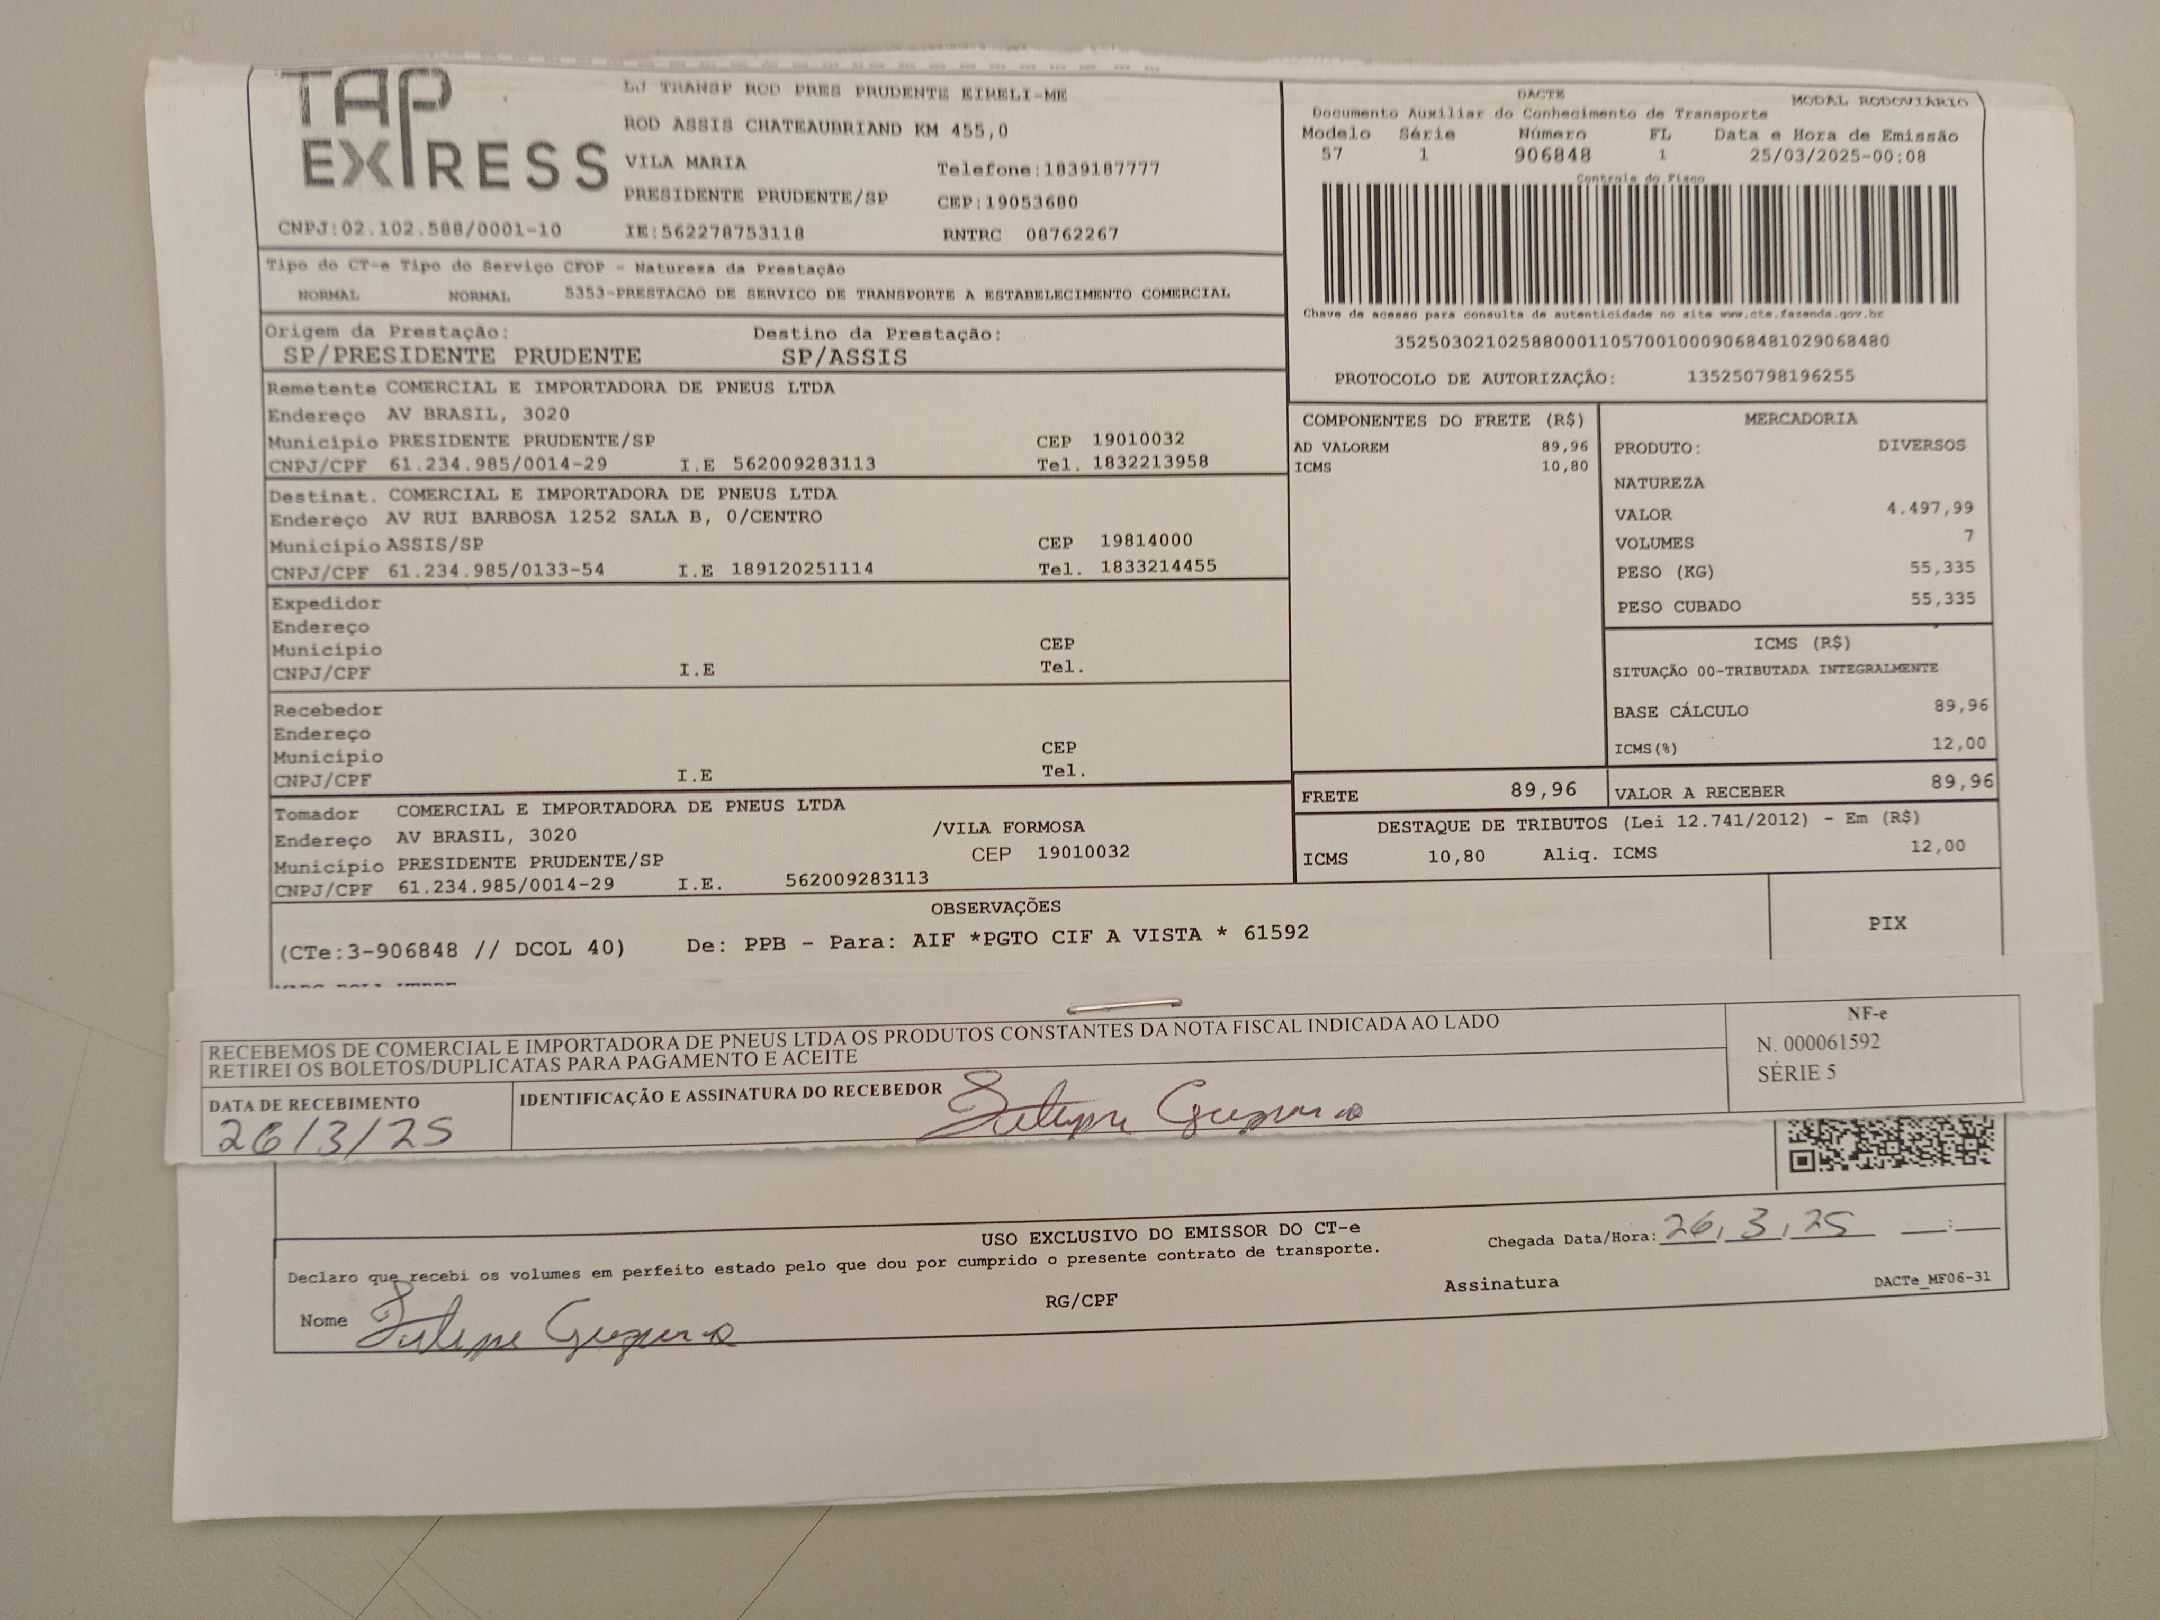 TAP
EXPRESS
CNPJ:02.102.588/0001-10
LJ TRANSP ROD PRES PRUDENTE EIRELI-ME
ROD ASSIS CHATEAUBRIAND KM 455,0
VILA MARIA
Telefone:1839187777
PRESIDENTE PRUDENTE/SP
CEP:19053680
IE:562278753118
RNTRC 08762267
DACTE
MODAL RODOVIÁRIO
Documento Auxiliar do Conhecimento de Transporte
Modelo Série Número FL Data e Hora de Emissão
57 1 906848 1 25/03/2025-00:08
Controle do Fisco
Chave de acesso para consulta de autenticidade no site www.cte.fazenda.gov.br
35250302102588000110570010009068481029068480
PROTOCOLO DE AUTORIZAÇÃO: 135250798196255
Tipo do CT-e Tipo do Serviço CFOP - Natureza da Prestação
NORMAL NORMAL 5353-PRESTACAO DE SERVICO DE TRANSPORTE A ESTABELECIMENTO COMERCIAL
Origem da Prestação: Destino da Prestação:
SP/PRESIDENTE PRUDENTE SP/ASSIS
Remetente COMERCIAL E IMPORTADORA DE PNEUS LTDA
Endereço AV BRASIL, 3020
Município PRESIDENTE PRUDENTE/SP CEP 19010032
CNPJ/CPF 61.234.985/0014-29 I.E 562009283113 Tel. 1832213958
Destinat. COMERCIAL E IMPORTADORA DE PNEUS LTDA
Endereço AV RUI BARBOSA 1252 SALA B, 0/CENTRO
Município ASSIS/SP CEP 19814000
CNPJ/CPF 61.234.985/0133-54 I.E 189120251114 Tel. 1833214455
Expedidor
Endereço
Município CEP
CNPJ/CPF I.E Tel.
Recebedor
Endereço
Município CEP
CNPJ/CPF I.E Tel.
Tomador COMERCIAL E IMPORTADORA DE PNEUS LTDA
Endereço AV BRASIL, 3020 /VILA FORMOSA
Município PRESIDENTE PRUDENTE/SP CEP 19010032
CNPJ/CPF 61.234.985/0014-29 I.E. 562009283113
COMPONENTES DO FRETE (R$)
AD VALOREM 89,96
ICMS 10,80
MERCADORIA
PRODUTO: DIVERSOS
NATUREZA
VALOR 4.497,99
VOLUMES 7
PESO (KG) 55,335
PESO CUBADO 55,335
ICMS (R$)
SITUAÇÃO 00-TRIBUTADA INTEGRALMENTE
BASE CÁLCULO 89,96
ICMS(%) 12,00
FRETE 89,96 VALOR A RECEBER 89,96
DESTAQUE DE TRIBUTOS (Lei 12.741/2012) - Em (R$)
ICMS 10,80 Aliq. ICMS 12,00
OBSERVAÇÕES
(CTe:3-906848 // DCOL 40) De: PPB - Para: AIF *PGTO CIF A VISTA * 61592
PIX
RECEBEMOS DE COMERCIAL E IMPORTADORA DE PNEUS LTDA OS PRODUTOS CONSTANTES DA NOTA FISCAL INDICADA AO LADO
RETIREI OS BOLETOS/DUPLICATAS PARA PAGAMENTO E ACEITE
NF-e
N. 000061592
SÉRIE 5
DATA DE RECEBIMENTO
26/3/25
IDENTIFICAÇÃO E ASSINATURA DO RECEBEDOR
USO EXCLUSIVO DO EMISSOR DO CT-e
Declaro que recebi os volumes em perfeito estado pelo que dou por cumprido o presente contrato de transporte.
Chegada Data/Hora: 26, 3, 25 :
Nome
RG/CPF
Assinatura
DACTe_MF06-31